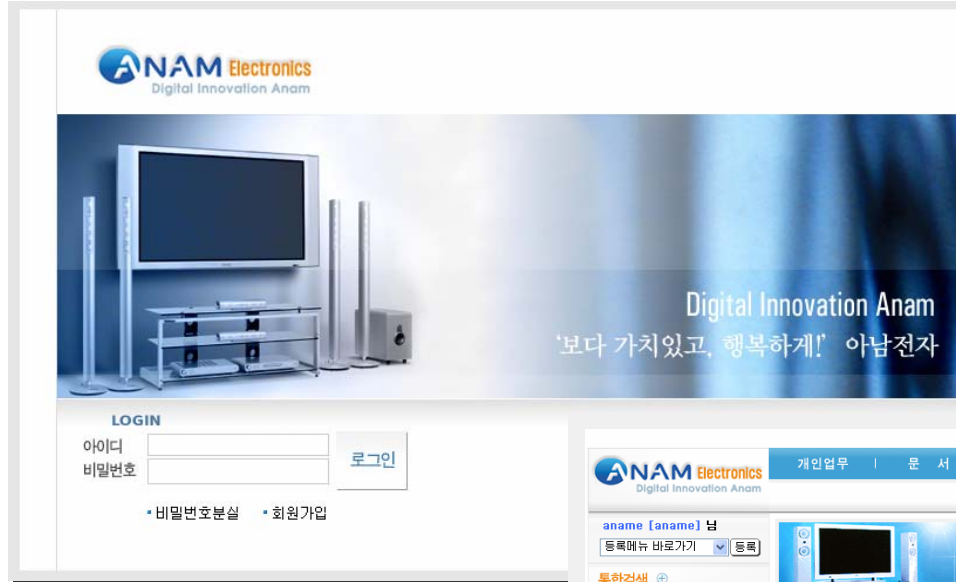 ANAM Electronics
Digital Innovation Anam
Digital Innovation Anam
'보다 가치있고, 행복하게!' 아남전자
LOGIN
아이디
비밀번호
로그인
비밀번호분실 회원가입
ANAM Electronics
Digital Innovation Anam
개인업무 | 문 서
aname [aname] 님
등록메뉴 바로가기 등록
통합검색